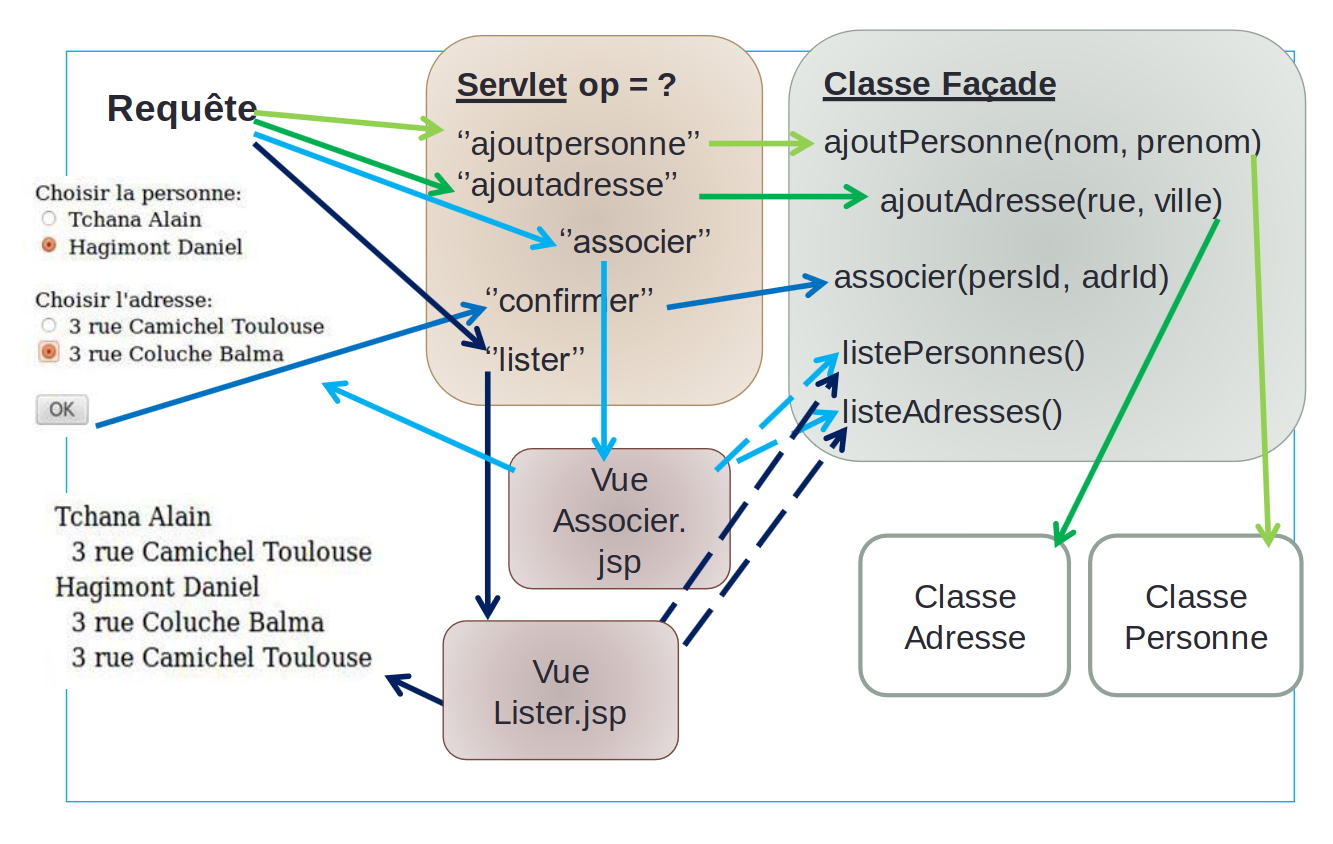 Requête
Choisir la personne:
Tchana Alain
Hagimont Daniel
Choisir l'adresse:
3 rue Camichel Toulouse
3 rue Coluche Balma
OK
Tchana Alain
3 rue Camichel Toulouse
Hagimont Daniel
3 rue Coluche Balma
3 rue Camichel Toulouse
Servlet op = ?
‘’ajoutpersonne’’
‘’ajoutadresse’’
‘’associer’’
‘’confirmer’’
‘’lister’’
Vue
Associer.
jsp
Vue
Lister.jsp
Classe Façade
ajoutPersonne(nom, prenom)
ajoutAdresse(rue, ville)
associer(persId, adrId)
listePersonnes()
listeAdresses()
Classe
Adresse
Classe
Personne